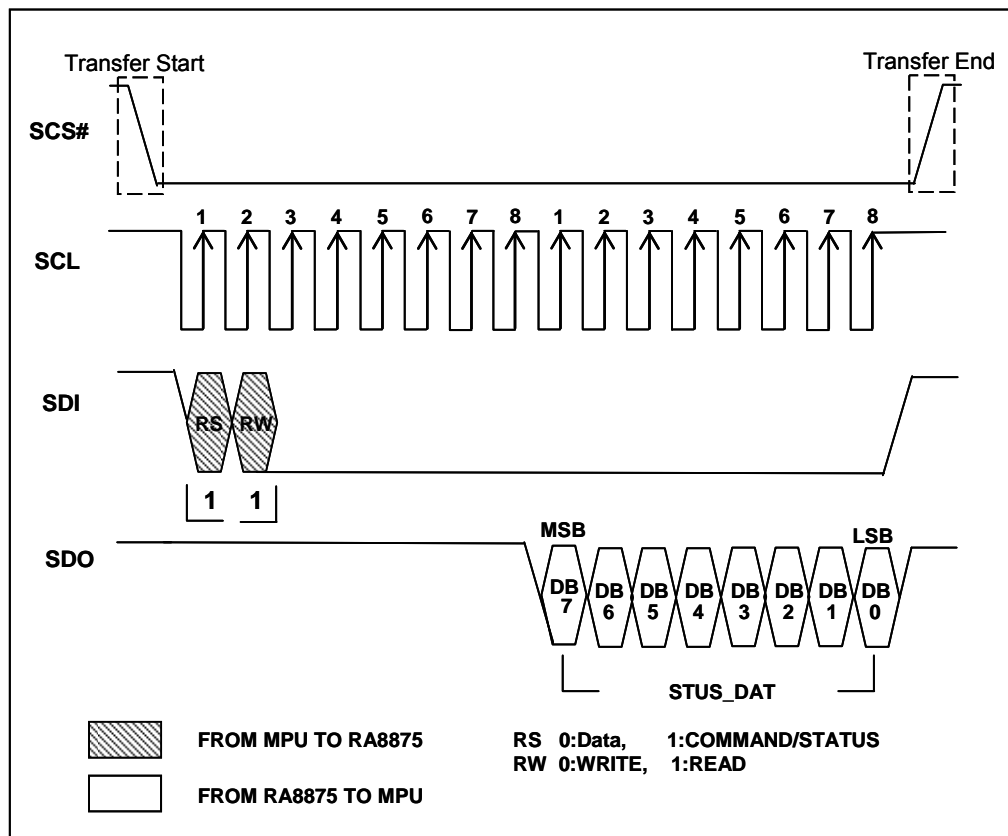 Transfer Start
Transfer End
SCS#
1 2 3 4 5 6 7 8 1 2 3 4 5 6 7 8
SCL
SDI
RS RW
1 1
SDO
MSB
LSB
DB 7 DB 6 DB 5 DB 4 DB 3 DB 2 DB 1 DB 0
STUS_DAT
FROM MPU TO RA8875
RS 0:Data, 1:COMMAND/STATUS
RW 0:WRITE, 1:READ
FROM RA8875 TO MPU